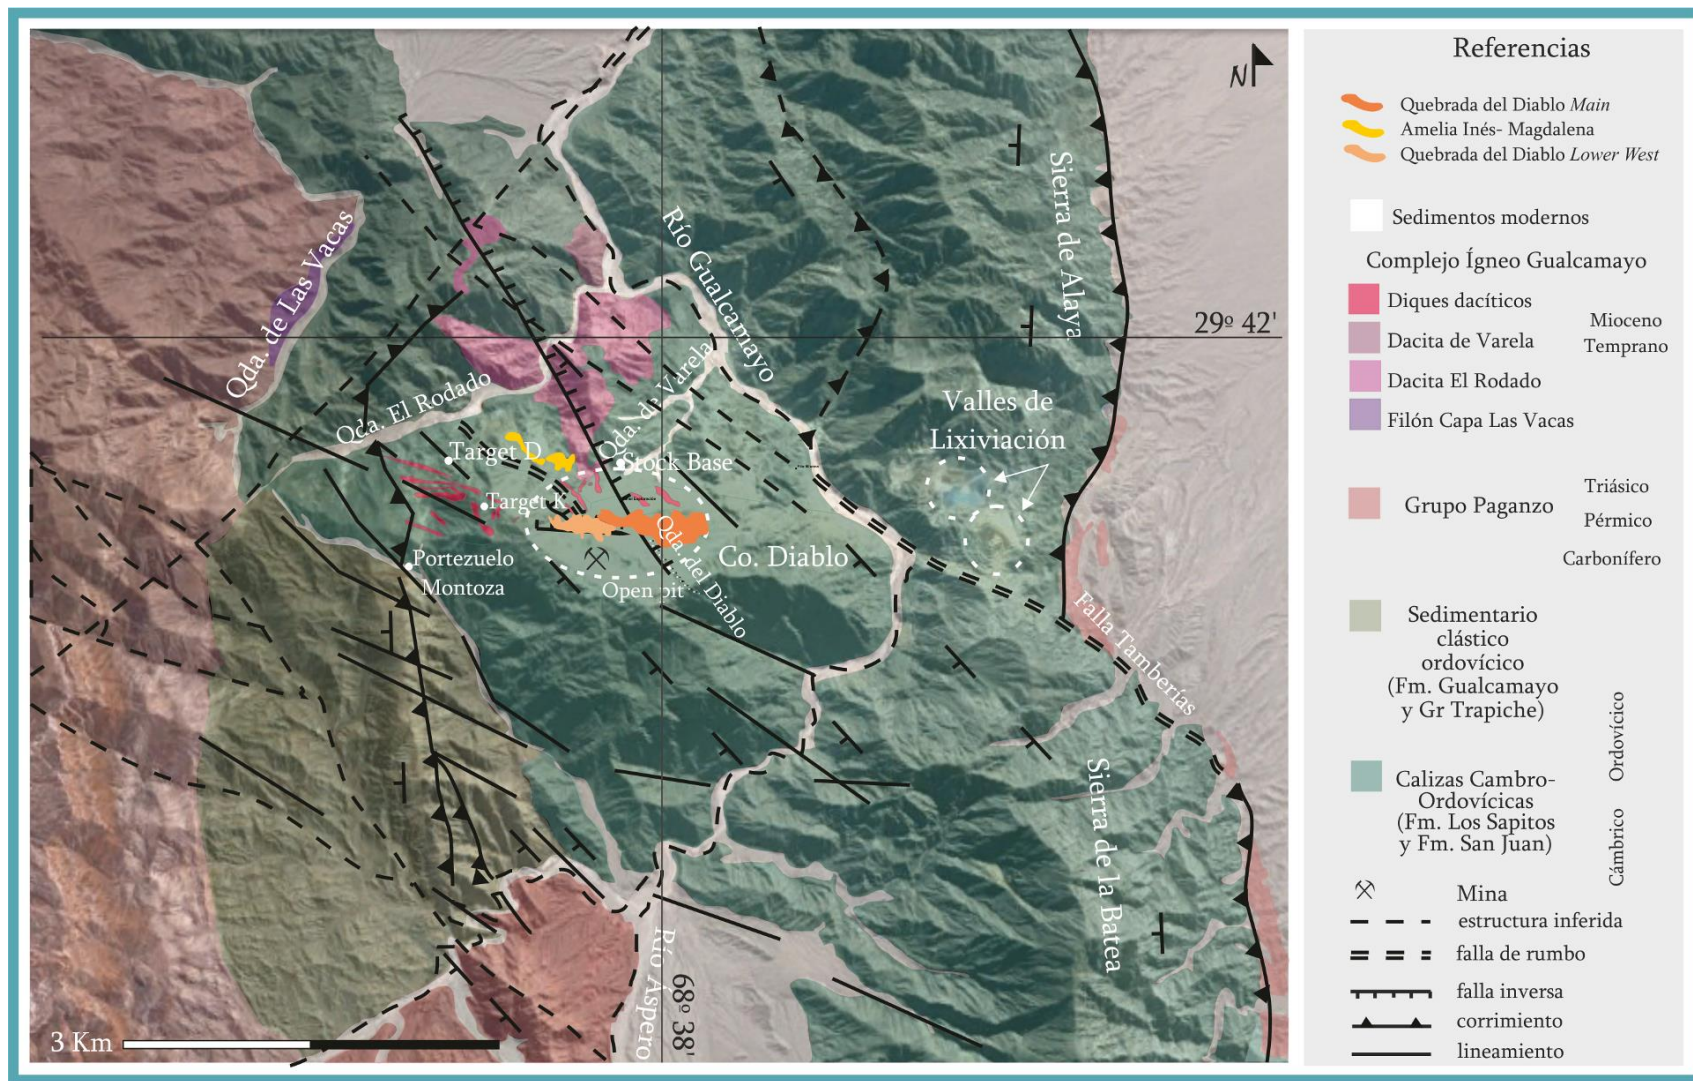 N
Sierra de Alaya
Río Gualcamayo
Qda. de Las Vacas
29º 42'
Qda. El Rodado
Qda. de Varela
Valles de
Lixiviación
Target D
Stock Base
Target K
Portezuelo
Montoza
Open pit
Qda. del Diablo
Co. Diablo
Falla Tamberías
Sierra de la Batea
Río Áspero
68º 38'
3 Km
Referencias
Quebrada del Diablo Main
Amelia Inés- Magdalena
Quebrada del Diablo Lower West
Sedimentos modernos
Complejo Ígneo Gualcamayo
Diques dacíticos
Dacita de Varela
Mioceno
Temprano
Dacita El Rodado
Filón Capa Las Vacas
Grupo Paganzo
Triásico
Pérmico
Carbonífero
Sedimentario
clástico
ordovícico
(Fm. Gualcamayo
y Gr Trapiche)
Ordovícico
Calizas Cambro-
Ordovícicas
(Fm. Los Sapitos
y Fm. San Juan)
Cámbrico
Mina
estructura inferida
falla de rumbo
falla inversa
corrimiento
lineamiento